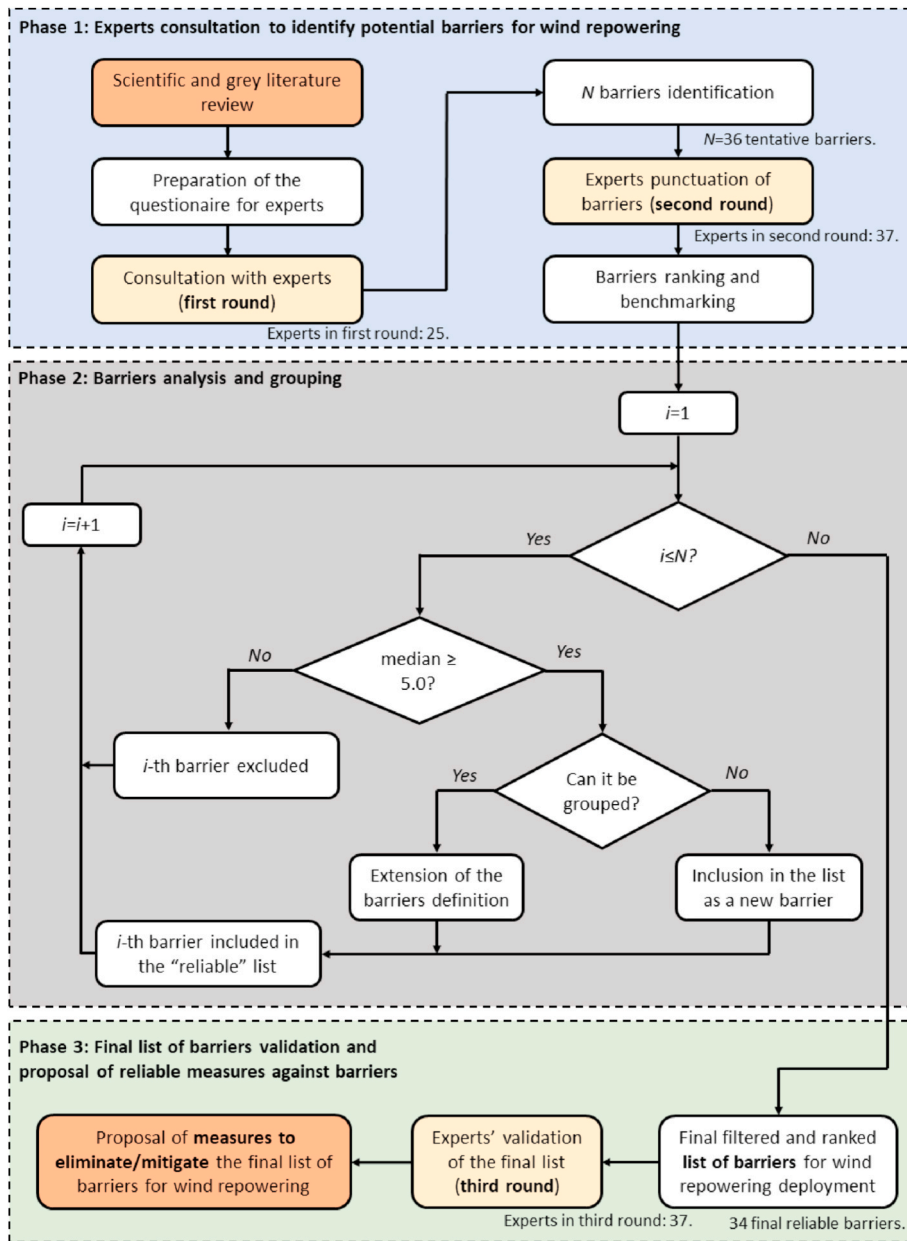 Phase 1: Experts consultation to identify potential barriers for wind repowering
Scientific and grey literature
review
Preparation of the
questionaire for experts
Consultation with experts
(first round)
Experts in first round: 25.
N barriers identification
N=36 tentative barriers.
Experts punctuation of
barriers (second round)
Experts in second round: 37.
Barriers ranking and
benchmarking
Phase 2: Barriers analysis and grouping
i=1
i=i+1
i≤N?
Yes
No
median ≥
5.0?
No
Yes
i-th barrier excluded
Can it be
grouped?
Yes
No
Extension of the
barriers definition
Inclusion in the list
as a new barrier
i-th barrier included in
the “reliable” list
Phase 3: Final list of barriers validation and
proposal of reliable measures against barriers
Proposal of measures to
eliminate/mitigate the final list of
barriers for wind repowering
Experts’ validation
of the final list
(third round)
Experts in third round: 37.
Final filtered and ranked
list of barriers for wind
repowering deployment
34 final reliable barriers.